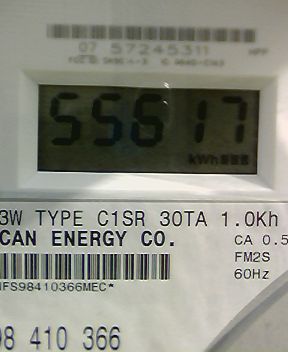 07 57245311
55617
kWh
3W TYPE C1SR 30TA 1.0Kh
CAN ENERGY CO.
CA 0.5
FM2S
60Hz
IFS98410366MEC*
98 410 366